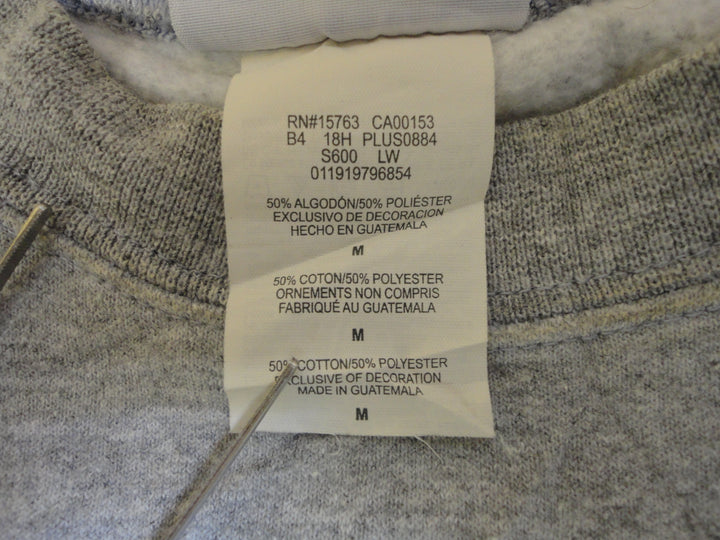 RN#15763 CA00153
B4 18H PLUS0884
S600 LW
011919796854
50% ALGODÓN/50% POLIÉSTER
EXCLUSIVO DE DECORACION
HECHO EN GUATEMALA
M
50% COTON/50% POLYESTER
ORNEMENTS NON COMPRIS
FABRIQUÉ AU GUATEMALA
M
50% COTTON/50% POLYESTER
EXCLUSIVE OF DECORATION
MADE IN GUATEMALA
M